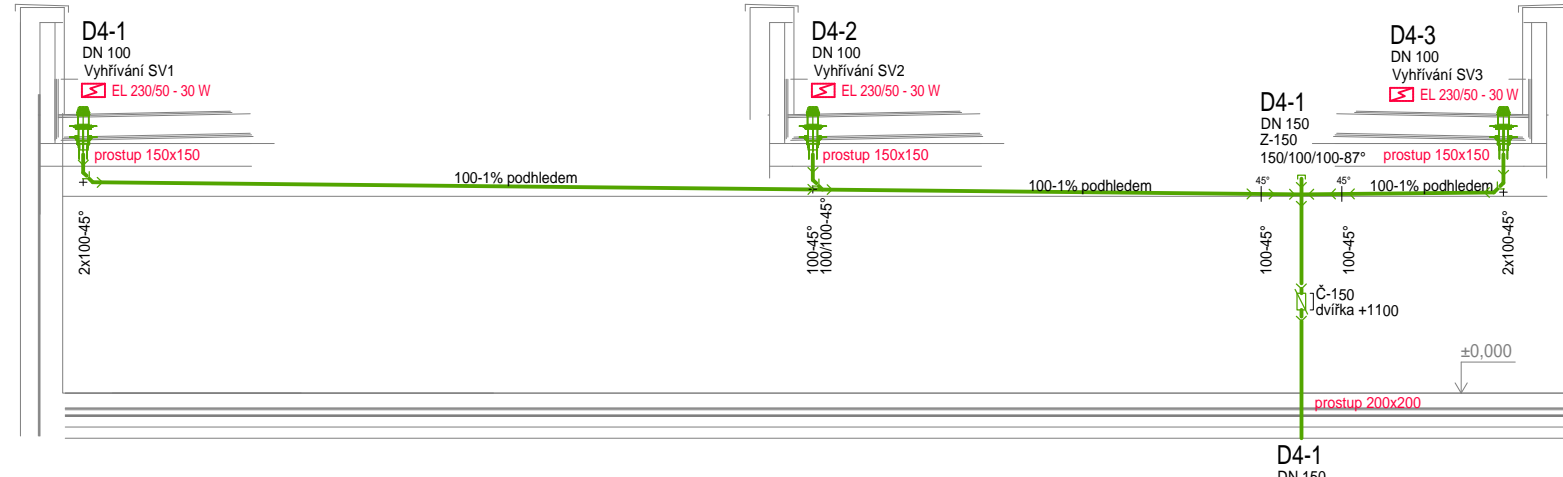 D4-1
DN 100
Vyhřívání SV1
EL 230/50 - 30 W
prostup 150x150
D4-2
DN 100
Vyhřívání SV2
EL 230/50 - 30 W
prostup 150x150
D4-3
DN 100
Vyhřívání SV3
EL 230/50 - 30 W
prostup 150x150
D4-1
DN 150
Z-150
150/100/100-87°
100-1% podhledem
100-1% podhledem
45°
45°
100-1% podhledem
2x100-45°
100-45°
100/100-45°
100-45°
100-45°
2x100-45°
Č-150
dvířka +1100
±0,000
prostup 200x200
D4-1
DN 150